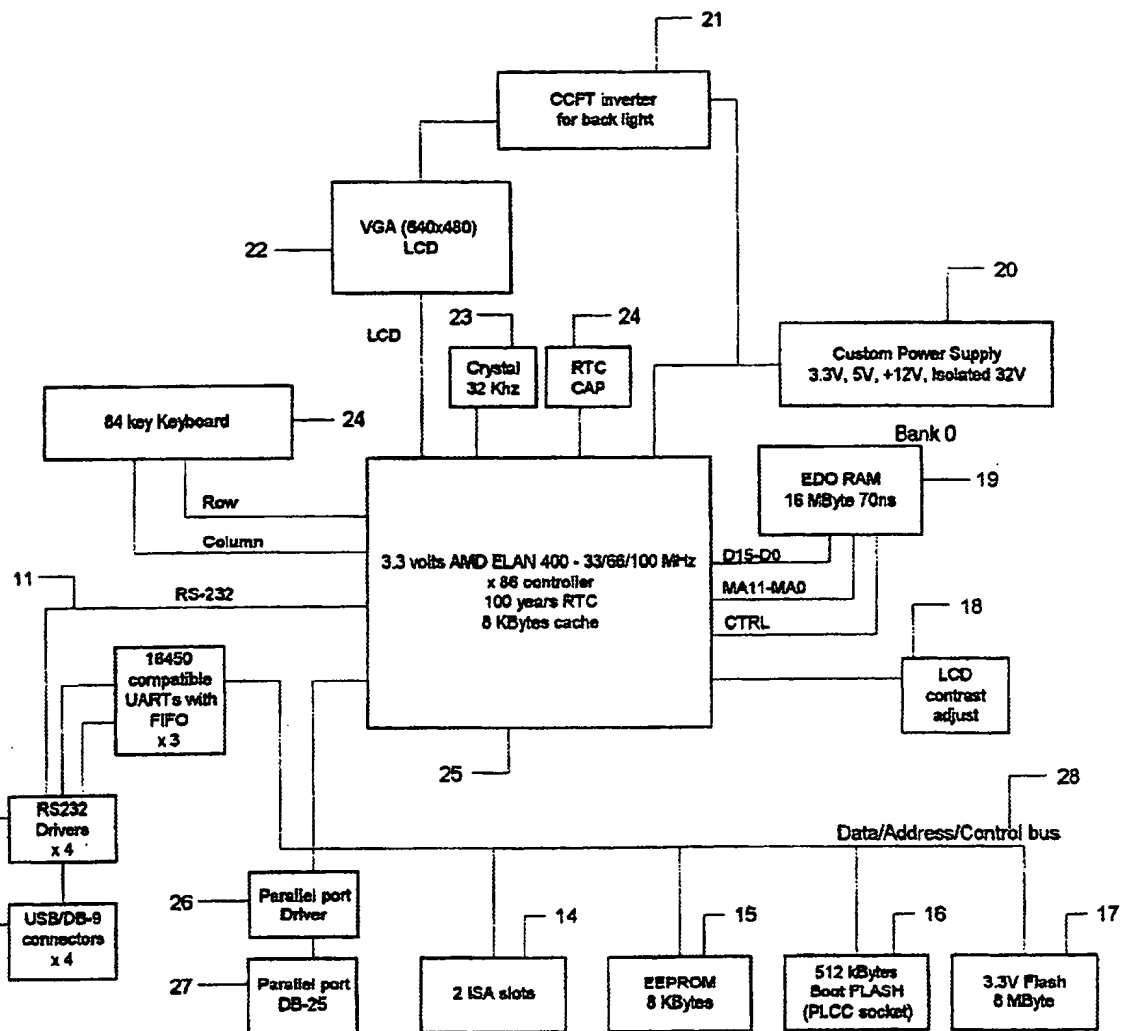 21
CCFT inverter
for back light
VGA (640x480)
LCD
22
20
LCD
23
24
Crystal
32 Khz
RTC
CAP
Custom Power Supply
3.3V, 5V, +12V, Isolated 32V
84 key Keyboard
24
Bank 0
EDO RAM
16 MByte 70ns
19
Row
Column
D15-D0
MA11-MA0
CTRL
3.3 volts AMD ELAN 400 - 33/66/100 MHz
x 86 controller
100 years RTC
8 KBytes cache
11
RS-232
18
16450
compatible
UARTs with
FIFO
x 3
LCD
contrast
adjust
25
28
RS232
Drivers
x 4
Data/Address/Control bus
26
Parallel port
Driver
USB/DB-9
connectors
x 4
14
15
16
17
27
Parallel port
DB-25
2 ISA slots
EEPROM
8 KBytes
512 kBytes
Boot FLASH
(PLCC socket)
3.3V Flash
8 MByte